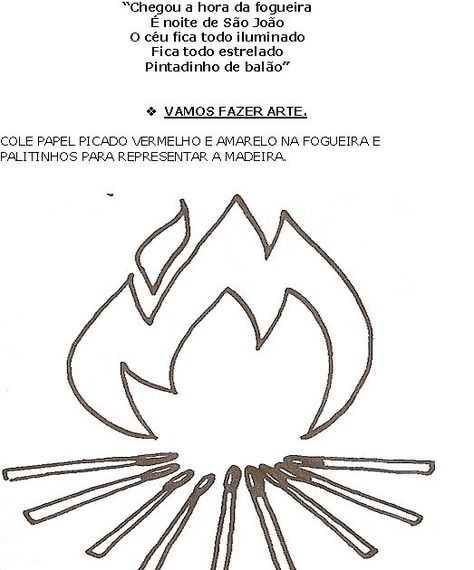 “Chegou a hora da fogueira
É noite de São João
O céu fica todo iluminado
Fica todo estrelado
Pintadinho de balão”
❖ VAMOS FAZER ARTE.
COLE PAPEL PICADO VERMELHO E AMARELO NA FOGUEIRA E
PALITINHOS PARA REPRESENTAR A MADEIRA.